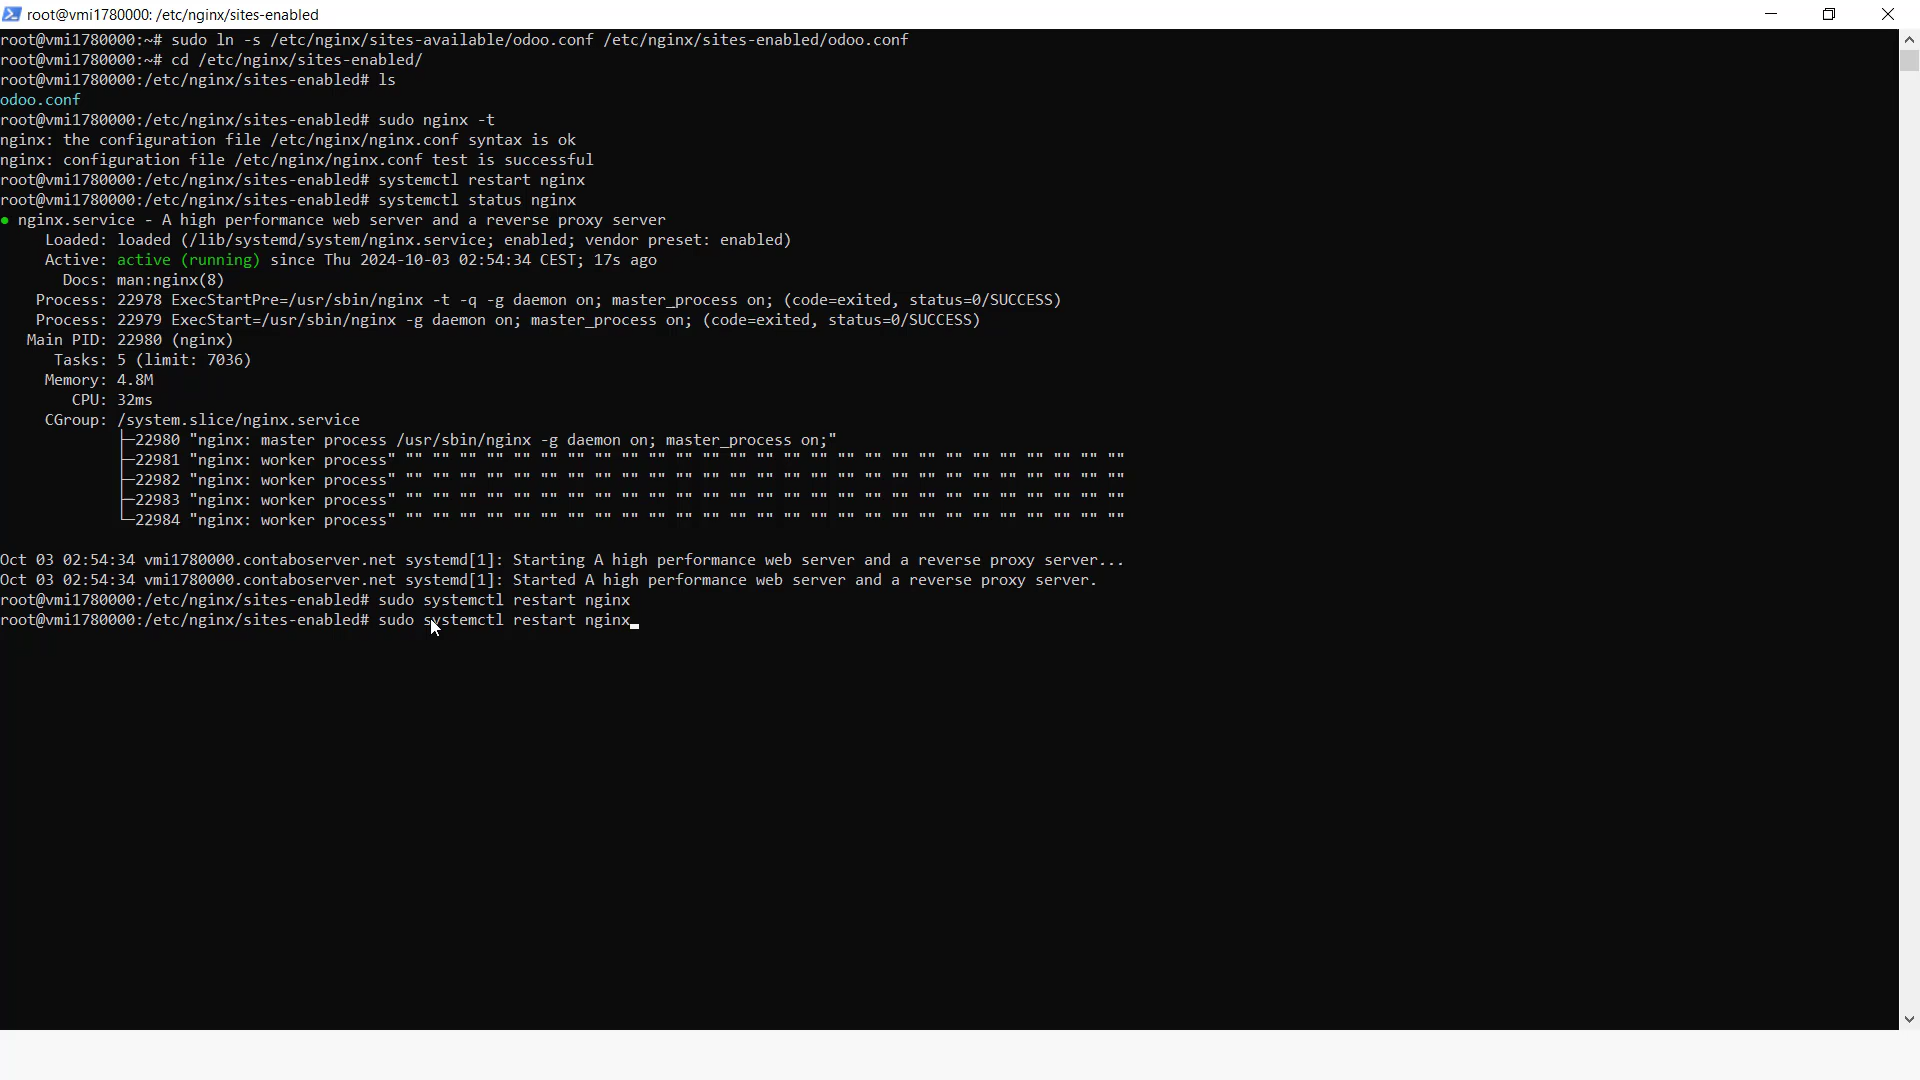 root@vmi1780000: /etc/nginx/sites-enabled
root@vmi1780000:~# sudo ln -s /etc/nginx/sites-available/odoo.conf /etc/nginx/sites-enabled/odoo.conf
root@vmi1780000:~# cd /etc/nginx/sites-enabled/
root@vmi1780000:/etc/nginx/sites-enabled# ls
odoo.conf
root@vmi1780000:/etc/nginx/sites-enabled# sudo nginx -t
nginx: the configuration file /etc/nginx/nginx.conf syntax is ok
nginx: configuration file /etc/nginx/nginx.conf test is successful
root@vmi1780000:/etc/nginx/sites-enabled# systemctl restart nginx
root@vmi1780000:/etc/nginx/sites-enabled# systemctl status nginx
● nginx.service - A high performance web server and a reverse proxy server
Loaded: loaded (/lib/systemd/system/nginx.service; enabled; vendor preset: enabled)
Active: active (running) since Thu 2024-10-03 02:54:34 CEST; 17s ago
Docs: man:nginx(8)
Process: 22978 ExecStartPre=/usr/sbin/nginx -t -q -g daemon on; master_process on; (code=exited, status=0/SUCCESS)
Process: 22979 ExecStart=/usr/sbin/nginx -g daemon on; master_process on; (code=exited, status=0/SUCCESS)
Main PID: 22980 (nginx)
Tasks: 5 (limit: 7036)
Memory: 4.8M
CPU: 32ms
CGroup: /system.slice/nginx.service
├─22980 "nginx: master process /usr/sbin/nginx -g daemon on; master_process on;"
├─22981 "nginx: worker process" "" "" "" "" "" "" "" "" "" "" "" "" "" "" "" "" "" "" "" "" "" "" "" "" "" "" ""
├─22982 "nginx: worker process" "" "" "" "" "" "" "" "" "" "" "" "" "" "" "" "" "" "" "" "" "" "" "" "" "" "" ""
├─22983 "nginx: worker process" "" "" "" "" "" "" "" "" "" "" "" "" "" "" "" "" "" "" "" "" "" "" "" "" "" "" ""
└─22984 "nginx: worker process" "" "" "" "" "" "" "" "" "" "" "" "" "" "" "" "" "" "" "" "" "" "" "" "" "" "" ""
Oct 03 02:54:34 vmi1780000.contaboserver.net systemd[1]: Starting A high performance web server and a reverse proxy server...
Oct 03 02:54:34 vmi1780000.contaboserver.net systemd[1]: Started A high performance web server and a reverse proxy server.
root@vmi1780000:/etc/nginx/sites-enabled# sudo systemctl restart nginx
root@vmi1780000:/etc/nginx/sites-enabled# sudo systemctl restart nginx